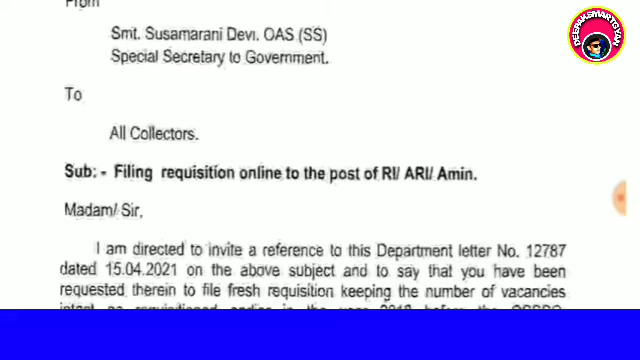 From
Smt. Susamarani Devi. OAS (SS)
Special Secretary to Government.
To
All Collectors.
Sub: - Filing requisition online to the post of RI/ ARI/ Amin.
Madam/ Sir,
I am directed to invite a reference to this Department letter No. 12787
dated 15.04.2021 on the above subject and to say that you have been
requested therein to file fresh requisition keeping the number of vacancies
DEEPAKSMARTGYAN